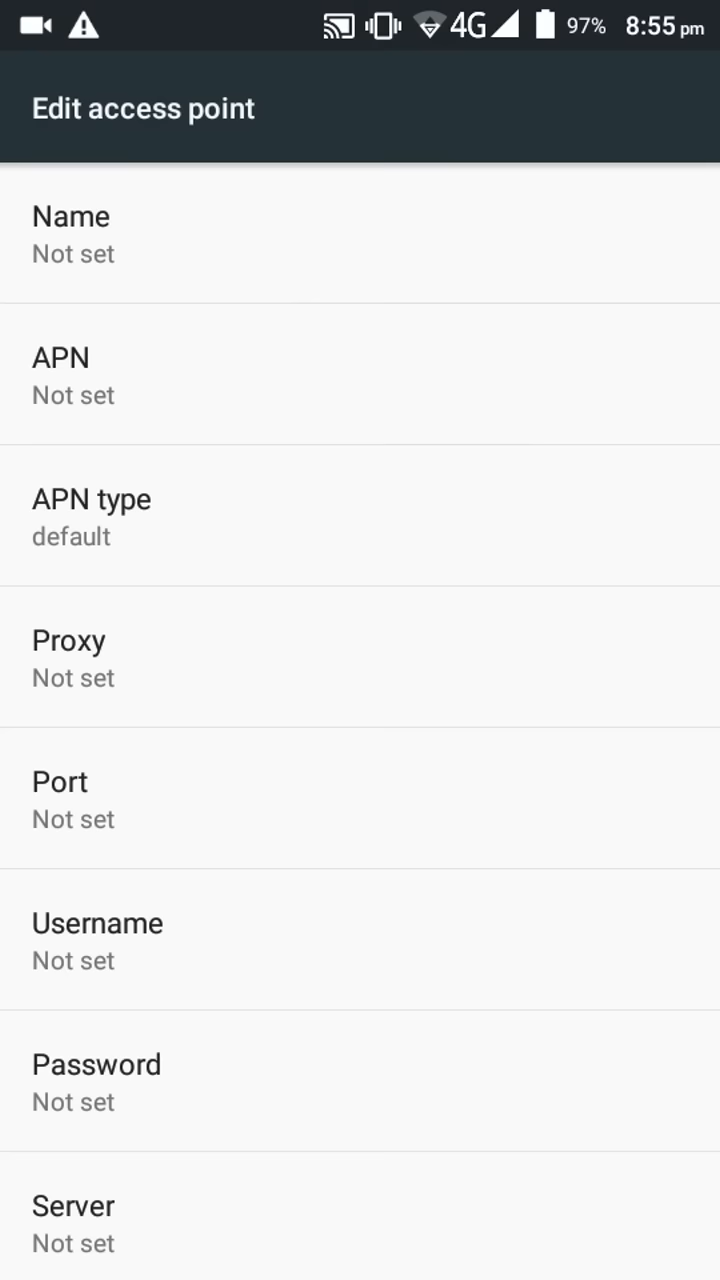 4G 97% 8:55 pm
Edit access point
Name
Not set
APN
Not set
APN type
default
Proxy
Not set
Port
Not set
Username
Not set
Password
Not set
Server
Not set